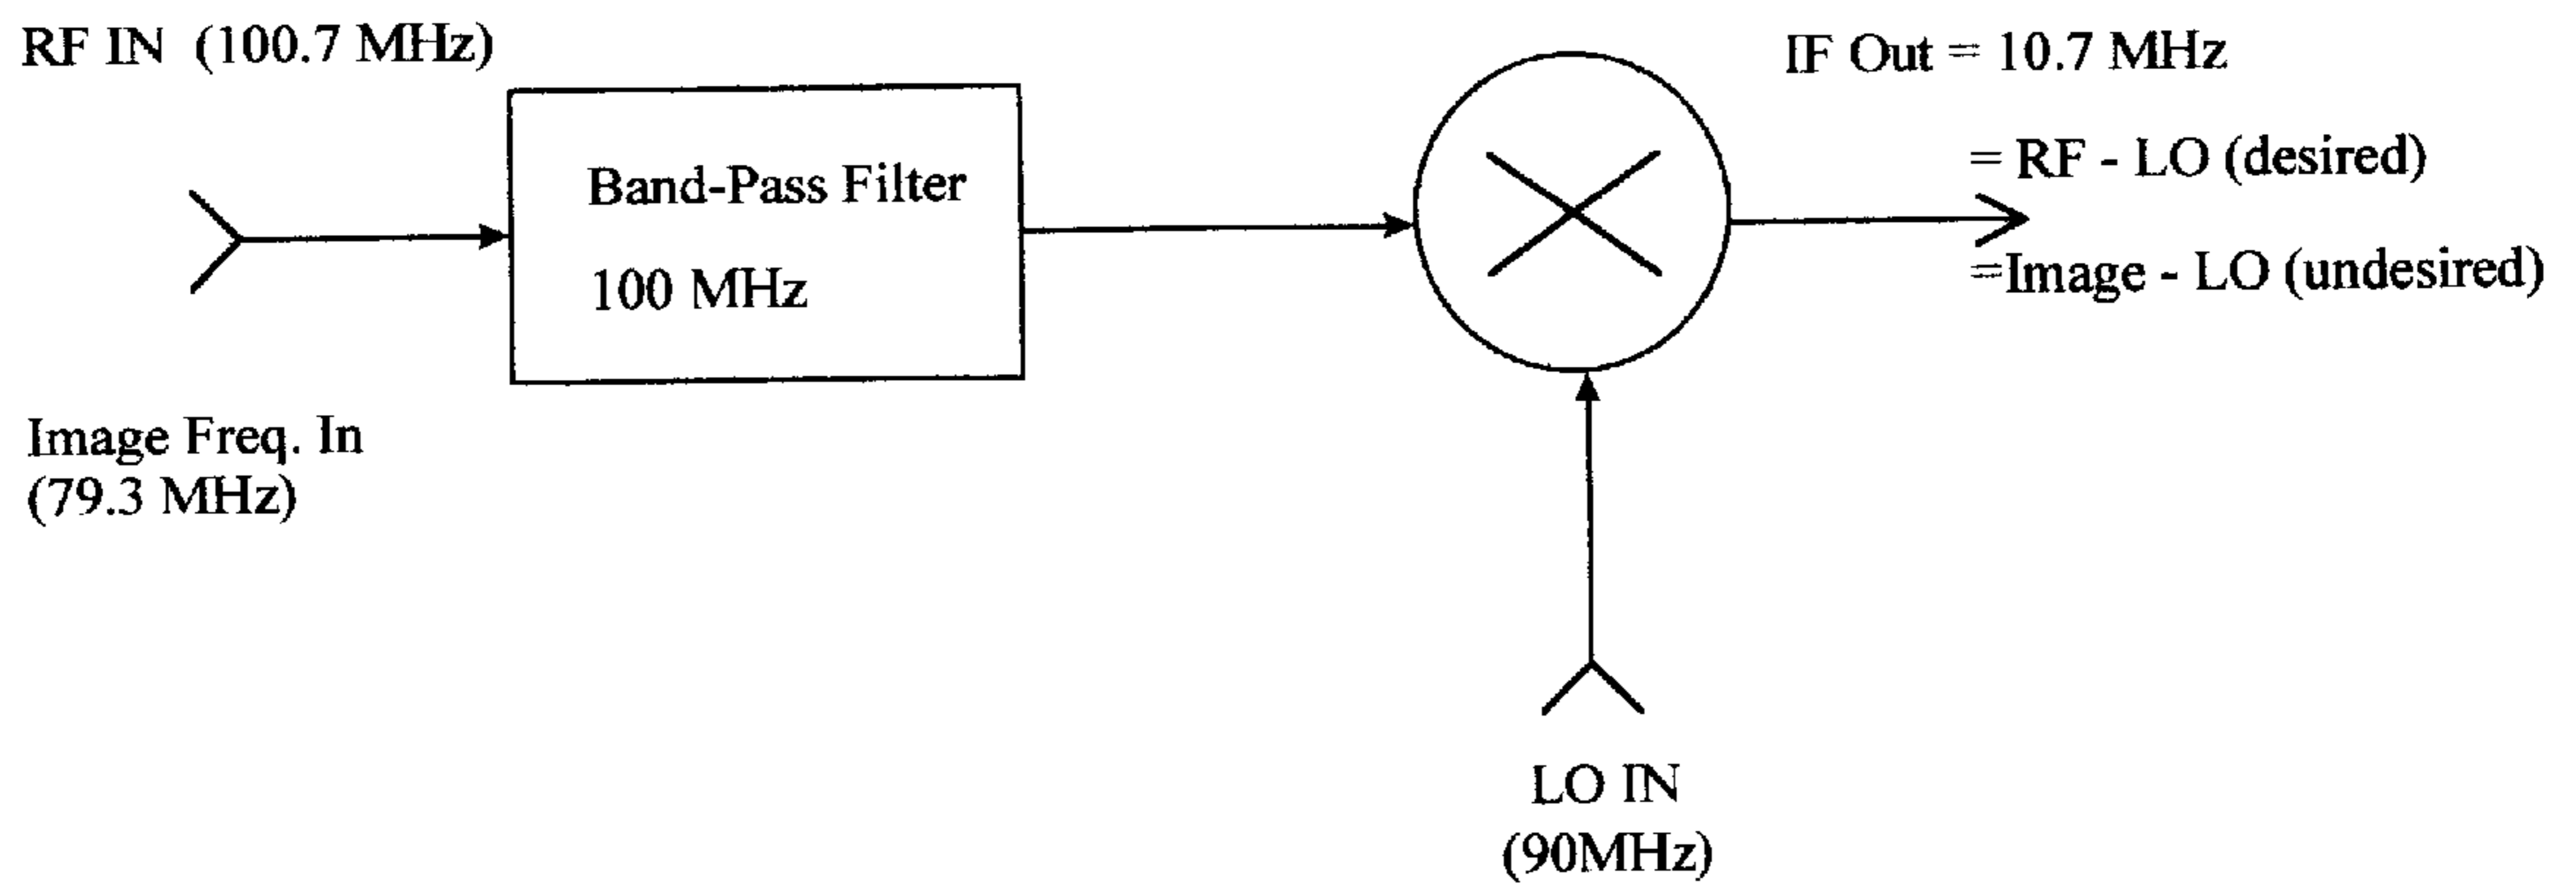 RF IN (100.7 MHz)
IF Out = 10.7 MHz
= RF - LO (desired)
=Image - LO (undesired)
Band-Pass Filter
100 MHz
Image Freq. In
(79.3 MHz)
LO IN
(90MHz)